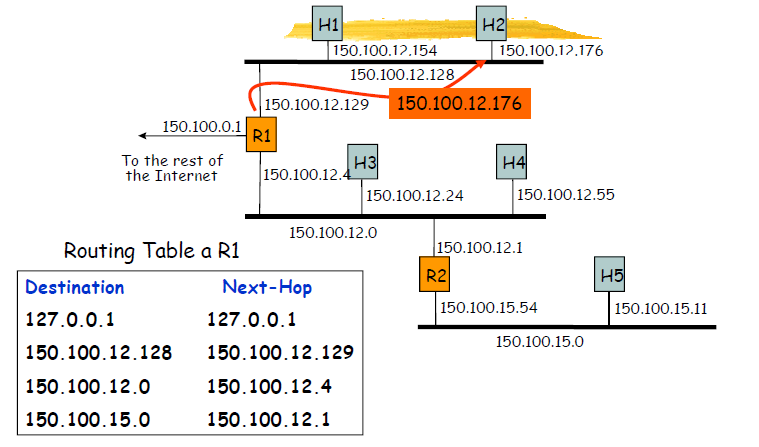 H1
H2
150.100.12.154
150.100.12.176
150.100.12.128
150.100.12.129
150.100.12.176
150.100.0.1
R1
To the rest of
the Internet
150.100.12.4
H3
H4
150.100.12.24
150.100.12.55
150.100.12.0
150.100.12.1
Routing Table a R1
R2
H5
Destination Next-Hop
127.0.0.1 127.0.0.1
150.100.12.128 150.100.12.129
150.100.12.0 150.100.12.4
150.100.15.0 150.100.12.1
150.100.15.54
150.100.15.11
150.100.15.0